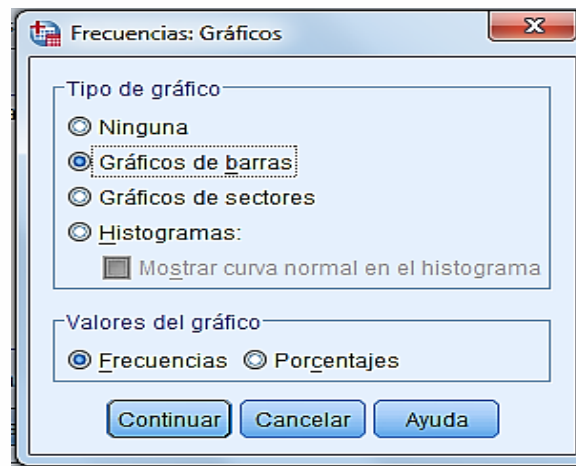 Frecuencias: Gráficos
Tipo de gráfico
Ninguna
Gráficos de barras
Gráficos de sectores
Histogramas:
Mostrar curva normal en el histograma
Valores del gráfico
Frecuencias Porcentajes
Continuar Cancelar Ayuda